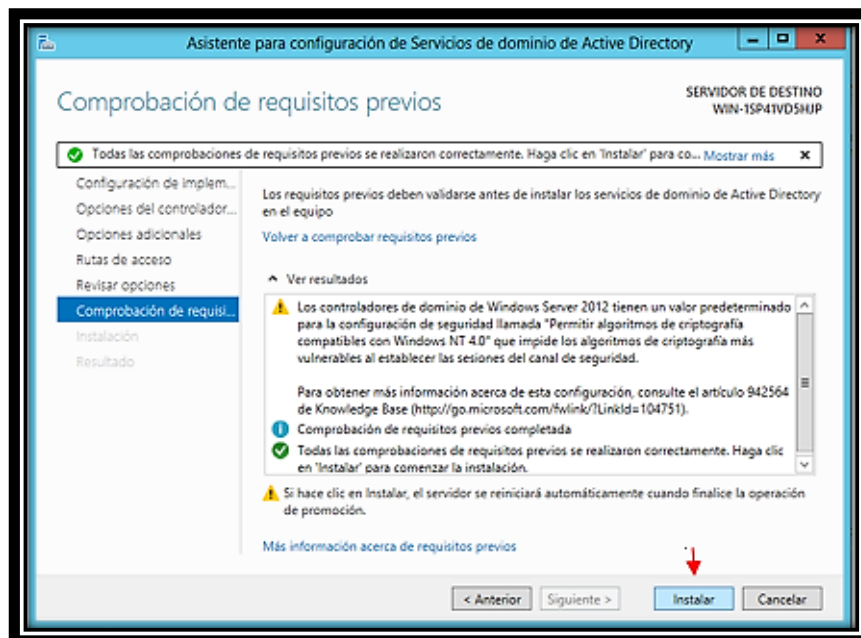 Asistente para configuración de Servicios de dominio de Active Directory
Comprobación de requisitos previos
SERVIDOR DE DESTINO
WIN-1SP41VD5HJP
Todas las comprobaciones de requisitos previos se realizaron correctamente. Haga clic en 'Instalar' para co... Mostrar más
Configuración de implem...
Opciones del controlador...
Opciones adicionales
Rutas de acceso
Revisar opciones
Comprobación de requisi...
Instalación
Resultado
Los requisitos previos deben validarse antes de instalar los servicios de dominio de Active Directory
en el equipo
Volver a comprobar requisitos previos
Ver resultados
Los controladores de dominio de Windows Server 2012 tienen un valor predeterminado
para la configuración de seguridad llamada "Permitir algoritmos de criptografía
compatibles con Windows NT 4.0" que impide los algoritmos de criptografía más
vulnerables al establecer las sesiones del canal de seguridad.
Para obtener más información acerca de esta configuración, consulte el artículo 942564
de Knowledge Base (http://go.microsoft.com/fwlink/?LinkId=104751).
Comprobación de requisitos previos completada
Todas las comprobaciones de requisitos previos se realizaron correctamente. Haga clic
en 'Instalar' para comenzar la instalación.
Si hace clic en Instalar, el servidor se reiniciará automáticamente cuando finalice la operación
de promoción.
Más información acerca de requisitos previos
< Anterior Siguiente > Instalar Cancelar